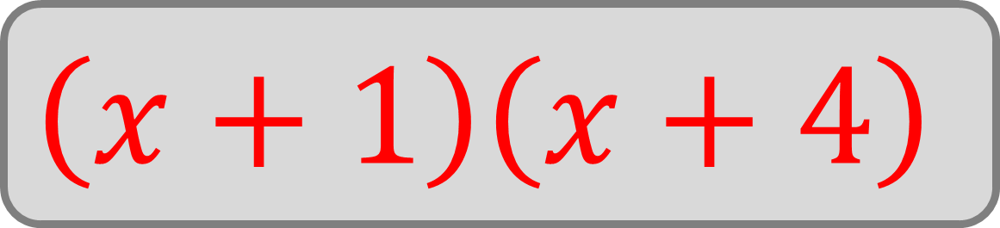 (x + 1)(x + 4)